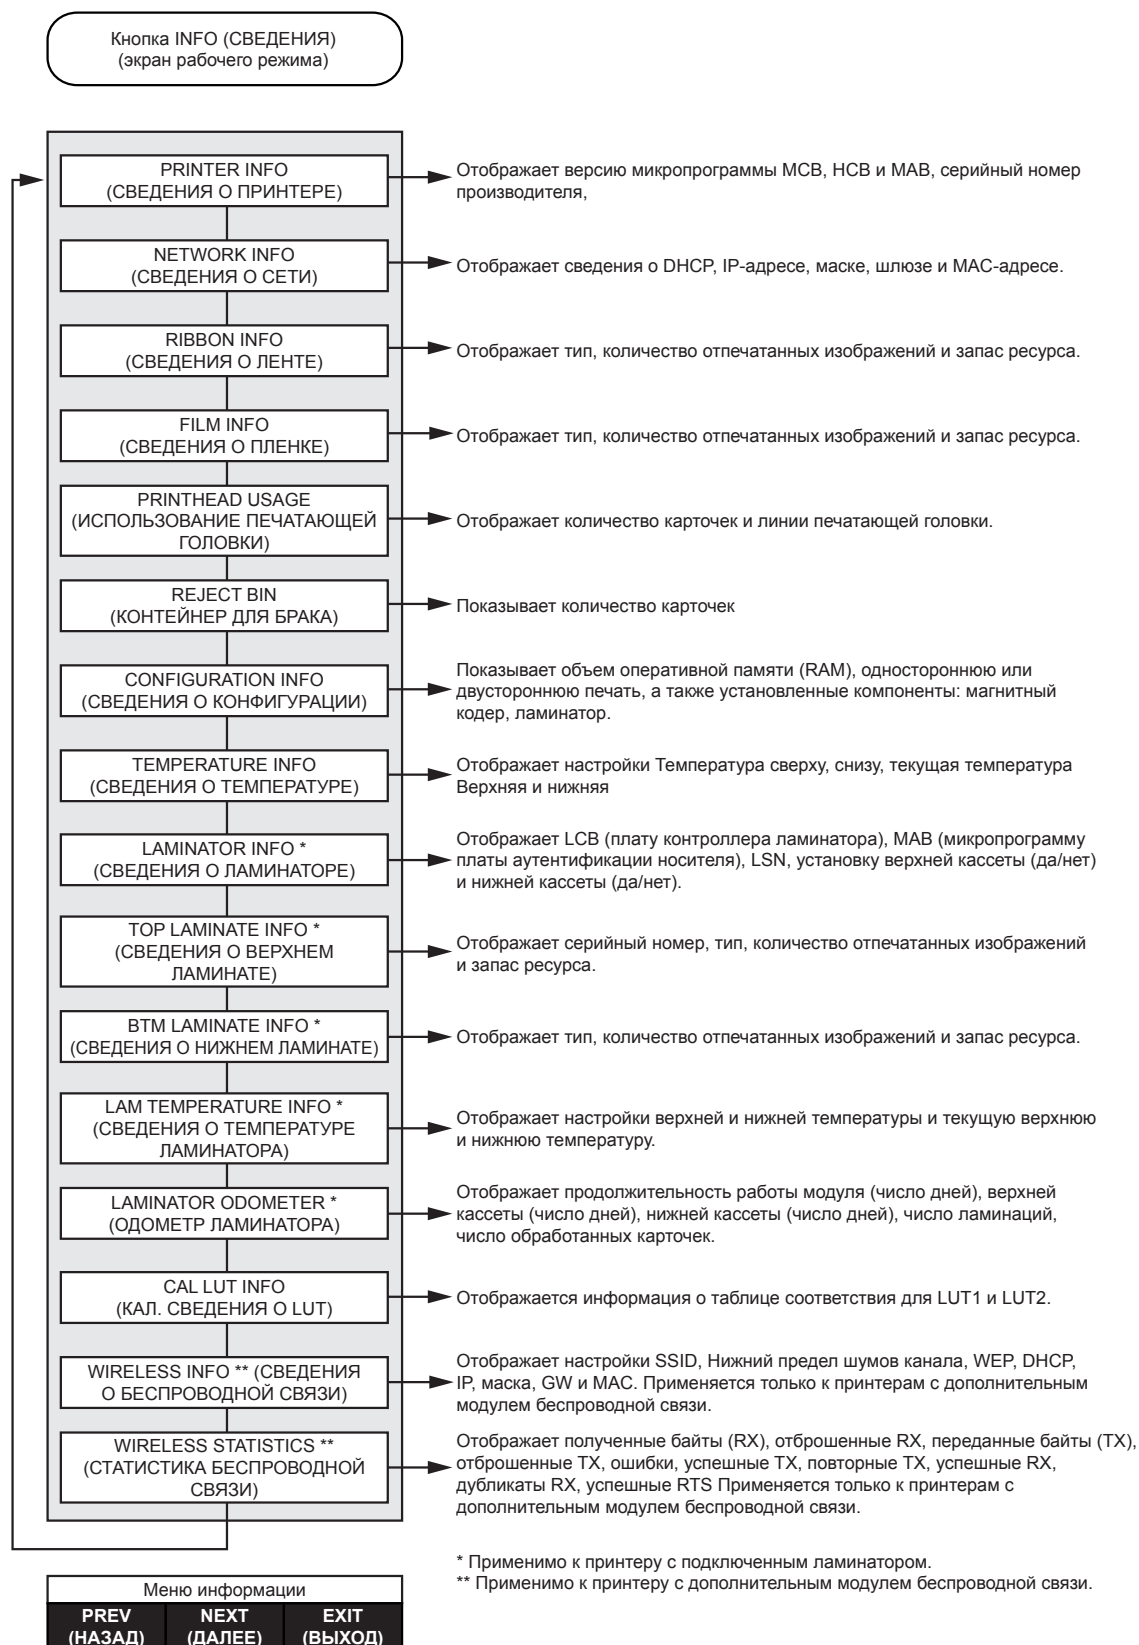 Кнопка INFO (СВЕДЕНИЯ)
(экран рабочего режима)
PRINTER INFO
(СВЕДЕНИЯ О ПРИНТЕРЕ)
Отображает версию микропрограммы MCB, HCB и MAB, серийный номер
производителя,
NETWORK INFO
(СВЕДЕНИЯ О СЕТИ)
Отображает сведения о DHCP, IP-адресе, маске, шлюзе и MAC-адресе.
RIBBON INFO
(СВЕДЕНИЯ О ЛЕНТЕ)
Отображает тип, количество отпечатанных изображений и запас ресурса.
FILM INFO
(СВЕДЕНИЯ О ПЛЕНКЕ)
Отображает тип, количество отпечатанных изображений и запас ресурса.
PRINTHEAD USAGE
(ИСПОЛЬЗОВАНИЕ ПЕЧАТАЮЩЕЙ
ГОЛОВКИ)
Отображает количество карточек и линии печатающей головки.
REJECT BIN
(КОНТЕЙНЕР ДЛЯ БРАКА)
Показывает количество карточек
CONFIGURATION INFO
(СВЕДЕНИЯ О КОНФИГУРАЦИИ)
Показывает объем оперативной памяти (RAM), одностороннюю или
двустороннюю печать, а также установленные компоненты: магнитный
кодер, ламинатор.
TEMPERATURE INFO
(СВЕДЕНИЯ О ТЕМПЕРАТУРЕ)
Отображает настройки Температура сверху, снизу, текущая температура
Верхняя и нижняя
LAMINATOR INFO *
(СВЕДЕНИЯ О ЛАМИНАТОРЕ)
Отображает LCB (плату контроллера ламинатора), MAB (микропрограмму
платы аутентификации носителя), LSN, установку верхней кассеты (да/нет)
и нижней кассеты (да/нет).
TOP LAMINATE INFO *
(СВЕДЕНИЯ О ВЕРХНЕМ
ЛАМИНАТЕ)
Отображает серийный номер, тип, количество отпечатанных изображений
и запас ресурса.
BTM LAMINATE INFO *
(СВЕДЕНИЯ О НИЖНЕМ ЛАМИНАТЕ)
Отображает тип, количество отпечатанных изображений и запас ресурса.
LAM TEMPERATURE INFO *
(СВЕДЕНИЯ О ТЕМПЕРАТУРЕ
ЛАМИНАТОРА)
Отображает настройки верхней и нижней температуры и текущую верхнюю
и нижнюю температуру.
LAMINATOR ODOMETER *
(ОДОМЕТР ЛАМИНАТОРА)
Отображает продолжительность работы модуля (число дней), верхней
кассеты (число дней), нижней кассеты (число дней), число ламинаций,
число обработанных карточек.
CAL LUT INFO
(КАЛ. СВЕДЕНИЯ О LUT)
Отображается информация о таблице соответствия для LUT1 и LUT2.
WIRELESS INFO ** (СВЕДЕНИЯ
О БЕСПРОВОДНОЙ СВЯЗИ)
Отображает настройки SSID, Нижний предел шумов канала, WEP, DHCP,
IP, маска, GW и MAC. Применяется только к принтерам с дополнительным
модулем беспроводной связи.
WIRELESS STATISTICS **
(СТАТИСТИКА БЕСПРОВОДНОЙ
СВЯЗИ)
Отображает полученные байты (RX), отброшенные RX, переданные байты (TX),
отброшенные TX, ошибки, успешные TX, повторные TX, успешные RX,
дубликаты RX, успешные RTS Применяется только к принтерам с
дополнительным модулем беспроводной связи.
* Применимо к принтеру с подключенным ламинатором.
** Применимо к принтеру с дополнительным модулем беспроводной связи.
Меню информации
PREV NEXT EXIT
(НАЗАД) (ДАЛЕЕ) (ВЫХОД)